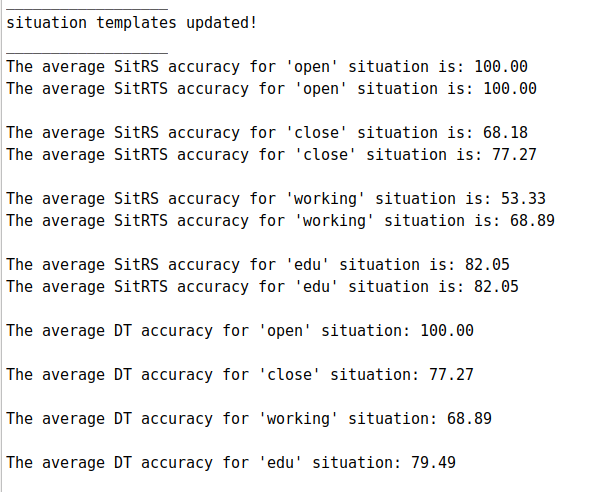 situation templates updated!
The average SitRS accuracy for 'open' situation is: 100.00
The average SitRTS accuracy for 'open' situation is: 100.00
The average SitRS accuracy for 'close' situation is: 68.18
The average SitRTS accuracy for 'close' situation is: 77.27
The average SitRS accuracy for 'working' situation is: 53.33
The average SitRTS accuracy for 'working' situation is: 68.89
The average SitRS accuracy for 'edu' situation is: 82.05
The average SitRTS accuracy for 'edu' situation is: 82.05
The average DT accuracy for 'open' situation: 100.00
The average DT accuracy for 'close' situation: 77.27
The average DT accuracy for 'working' situation: 68.89
The average DT accuracy for 'edu' situation: 79.49